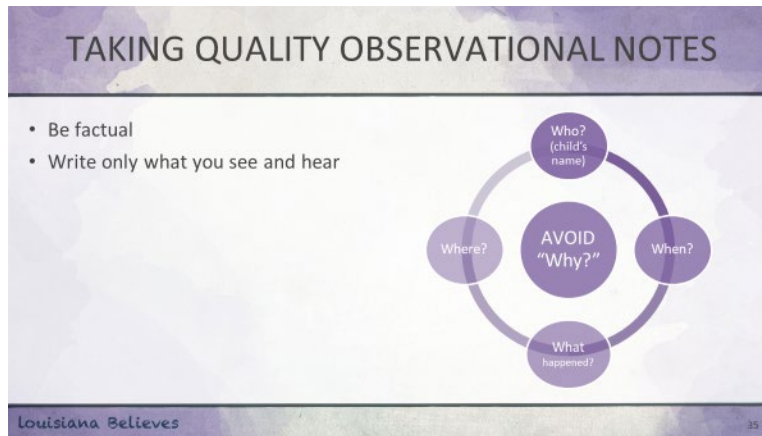 TAKING QUALITY OBSERVATIONAL NOTES
• Be factual
• Write only what you see and hear
Who?
(child's
name)
When?
What
happened?
Where?
AVOID
“Why?”
Louisiana Believes
35